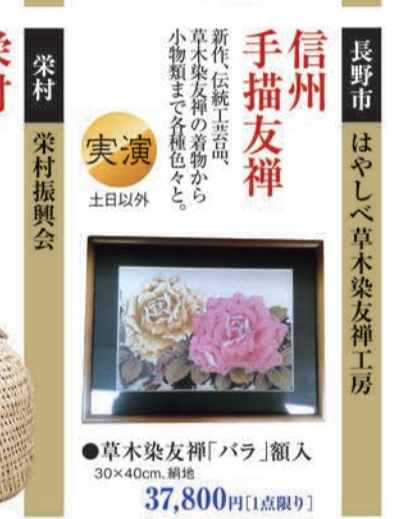 長野市
はやしべ草木染友禅工房
信州
手描友禅
新作、伝統工芸品、
草木染友禅の着物から
小物類まで各種色々と。
実演
土日以外
●草木染友禅「バラ」額入
30×40cm、絹地
37,800円[1点限り]
栄村
栄村振興会
栄村